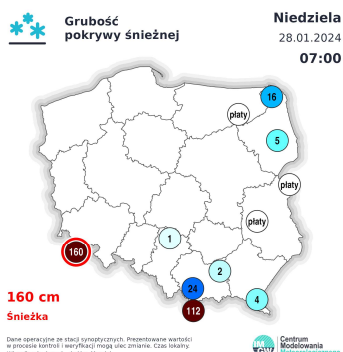 Grubość
pokrywy śnieżnej
Niedziela
28.01.2024
07:00
16
płaty
5
płaty
płaty
1
160
2
24
4
112
160 cm
Śnieżka
Dane operacyjne ze stacji synoptycznych. Prezentowane wartości
w procesie kontroli i weryfikacji mogą ulec zmianie. Czas lokalny.
Centrum
Modelowania
Meteorologicznego